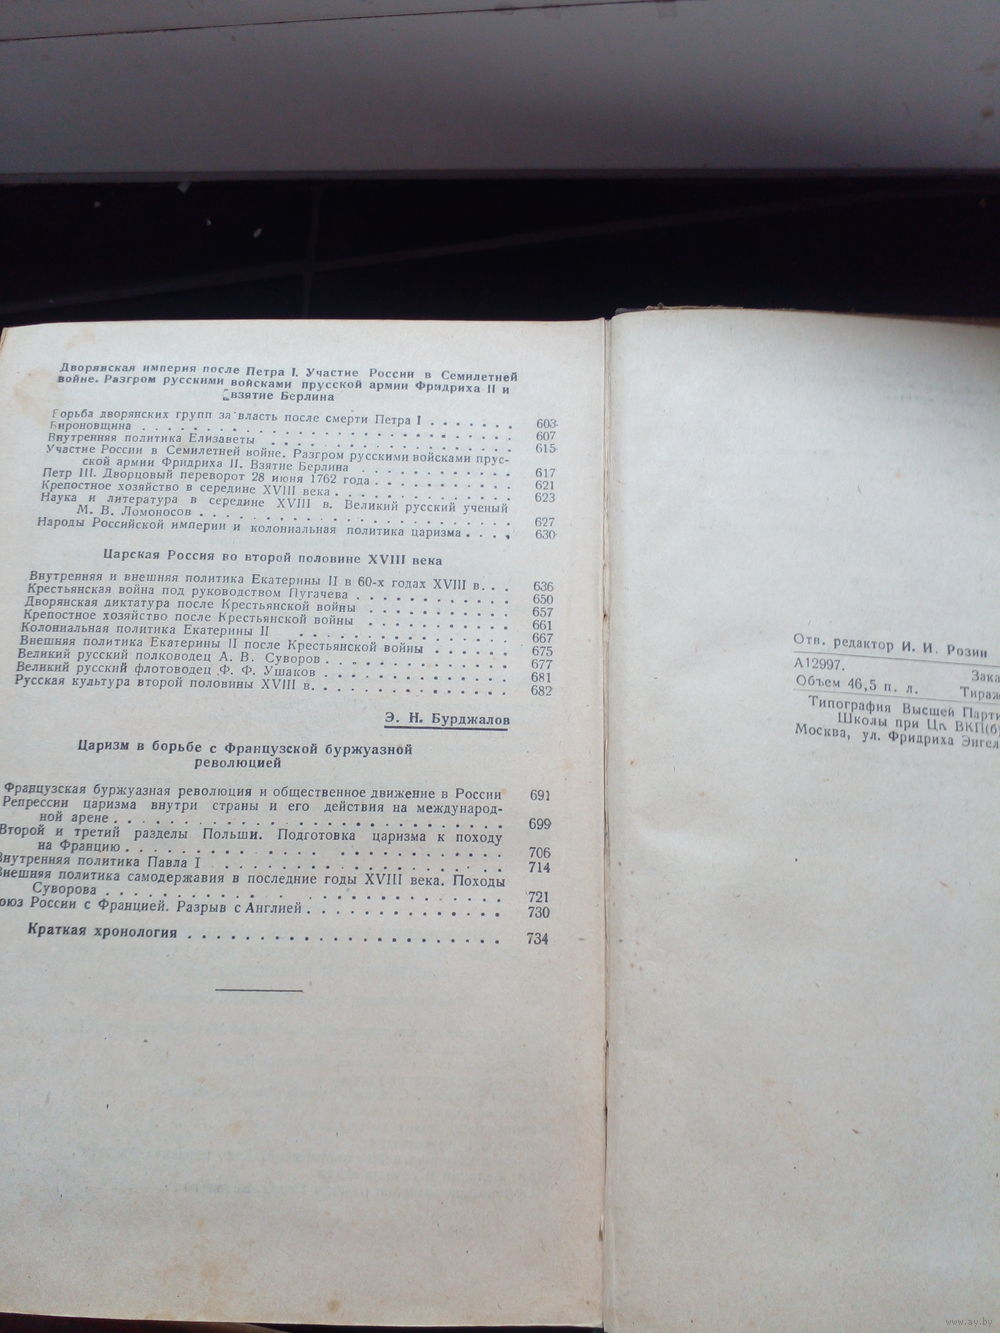 Дворянская империя после Петра I. Участие России в Семилетней
войне. Разгром русскими войсками прусской армии Фридриха II и
взятие Берлина
Борьба дворянских групп за власть после смерти Петра I . . . . . . . 603
Бироновщина . . . . . . . . . . . . . . . . . . 607
Внутренняя политика Елизаветы . . . . . . . . . . . . 615
Участие России в Семилетней войне. Разгром русскими войсками прус-
ской армии Фридриха II. Взятие Берлина . . . . . . . . . . 617
Петр III. Дворцовый переворот 28 июня 1762 года . . . . . . . . 621
Крепостное хозяйство в середине XVIII века . . . . . . . . . . 623
Наука и литература в середине XVIII в. Великий русский ученый
М. В. Ломоносов . . . . . . . . . . . . . . . . 627
Народы Российской империи и колониальная политика царизма . . . . 630
Царская Россия во второй половине XVIII века
Внутренняя и внешняя политика Екатерины II в 60-х годах XVIII в. . . 636
Крестьянская война под руководством Пугачева . . . . . . . . . 650
Дворянская диктатура после Крестьянской войны . . . . . . . . 657
Крепостное хозяйство после Крестьянской войны . . . . . . . . 661
Колониальная политика Екатерины II . . . . . . . . . . . 667
Внешняя политика Екатерины II после Крестьянской войны . . . . . 675
Великий русский полководец А. В. Суворов . . . . . . . . . . 677
Великий русский флотоводец Ф. Ф. Ушаков . . . . . . . . . . 681
Русская культура второй половины XVIII в. . . . . . . . . . . 682
Э. Н. Бурджалов
Царизм в борьбе с Французской буржуазной
революцией
Французская буржуазная революция и общественное движение в России 691
Репрессии царизма внутри страны и его действия на международ-
ной арене . . . . . . . . . . . . . . . . . . . . 699
Второй и третий разделы Польши. Подготовка царизма к походу
на Францию . . . . . . . . . . . . . . . . . . . . 706
Внутренняя политика Павла I . . . . . . . . . . . . . . 714
Внешняя политика самодержавия в последние годы XVIII века. Походы
Суворова . . . . . . . . . . . . . . . . . . . . . 721
оюз России с Францией. Разрыв с Англией . . . . . . . . . . 730
Краткая хронология . . . . . . . . . . . . . . . . . . 734
Отв. редактор И. И. Розин
А12997. Зака
Объем 46,5 п. л. Тираж
Типография Высшей Парти
Школы при ЦК ВКП(б)
Москва, ул. Фридриха Энгел
www.ay.by